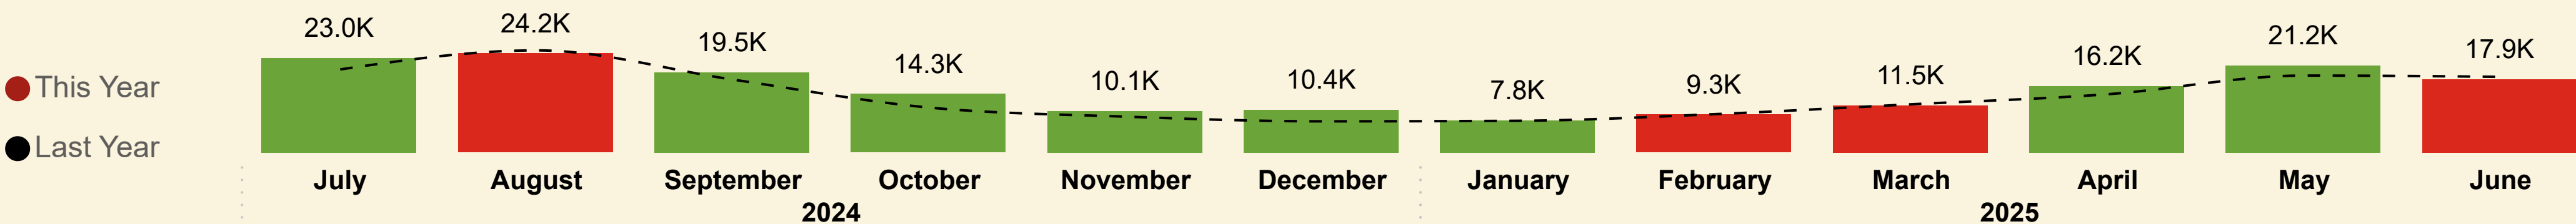 This Year
Last Year
23.0K
24.2K
19.5K
14.3K
10.1K
10.4K
7.8K
9.3K
11.5K
16.2K
21.2K
17.9K
July
August
September
October
November
December
January
February
March
April
May
June
2024
2025